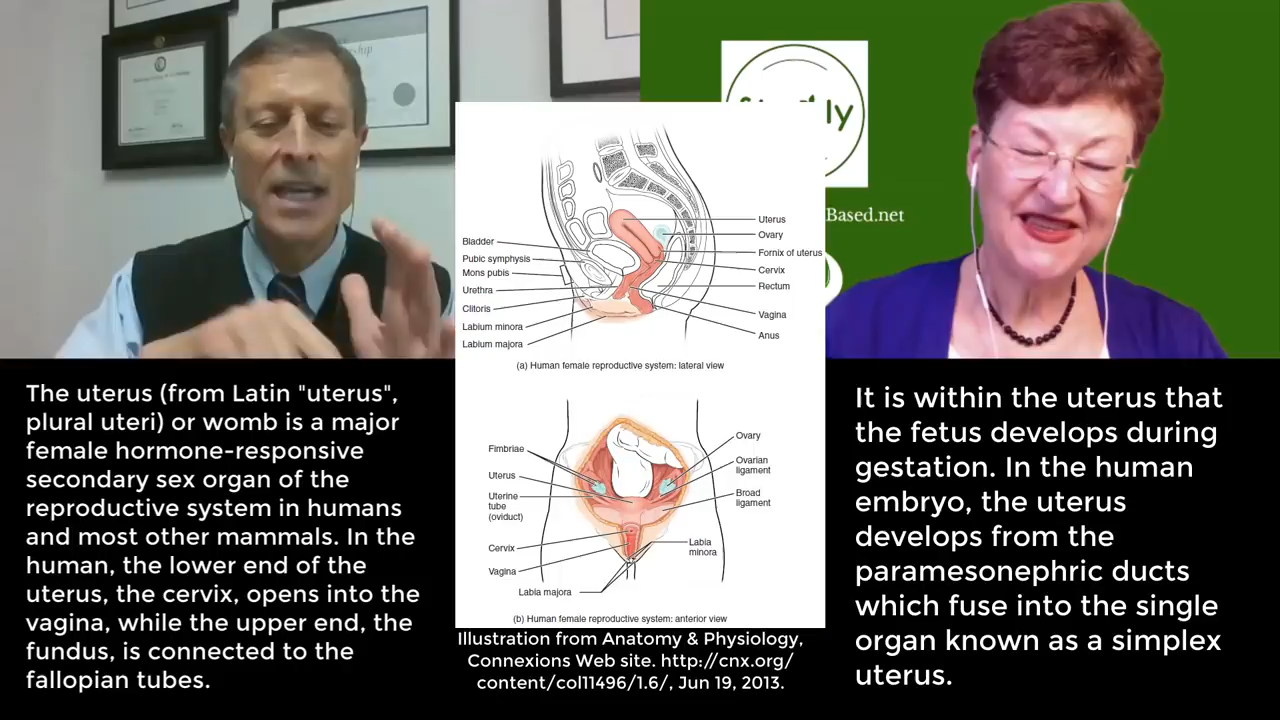 ly
Based.net
Uterus
Ovary
Fornix of uterus
Cervix
Rectum
Vagina
Anus
Bladder
Pubic symphysis
Mons pubis
Urethra
Clitoris
Labium minora
Labium majora
(a) Human female reproductive system: lateral view
Fimbriae
Uterus
Uterine
tube
(oviduct)
Cervix
Vagina
Labia majora
Ovary
Ovarian
ligament
Broad
ligament
Labia
minora
(b) Human female reproductive system: anterior view
Illustration from Anatomy & Physiology,
Connexions Web site. http://cnx.org/
content/col11496/1.6/, Jun 19, 2013.
The uterus (from Latin "uterus",
plural uteri) or womb is a major
female hormone-responsive
secondary sex organ of the
reproductive system in humans
and most other mammals. In the
human, the lower end of the
uterus, the cervix, opens into the
vagina, while the upper end, the
fundus, is connected to the
fallopian tubes.
It is within the uterus that
the fetus develops during
gestation. In the human
embryo, the uterus
develops from the
paramesonephric ducts
which fuse into the single
organ known as a simplex
uterus.